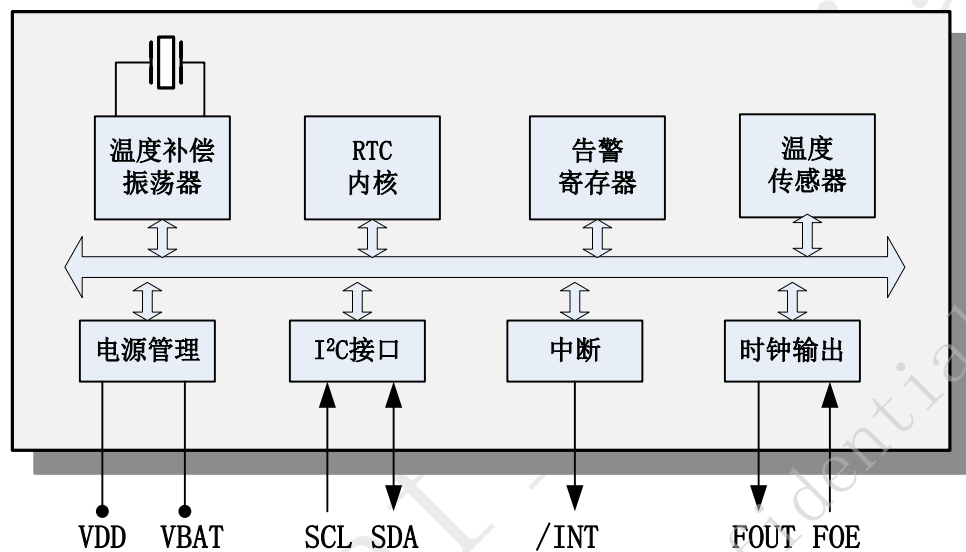 温度补偿
振荡器
RTC
内核
告警
寄存器
温度
传感器
电源管理
I²C接口
中断
时钟输出
VDD VBAT SCL SDA /INT FOUT FOE